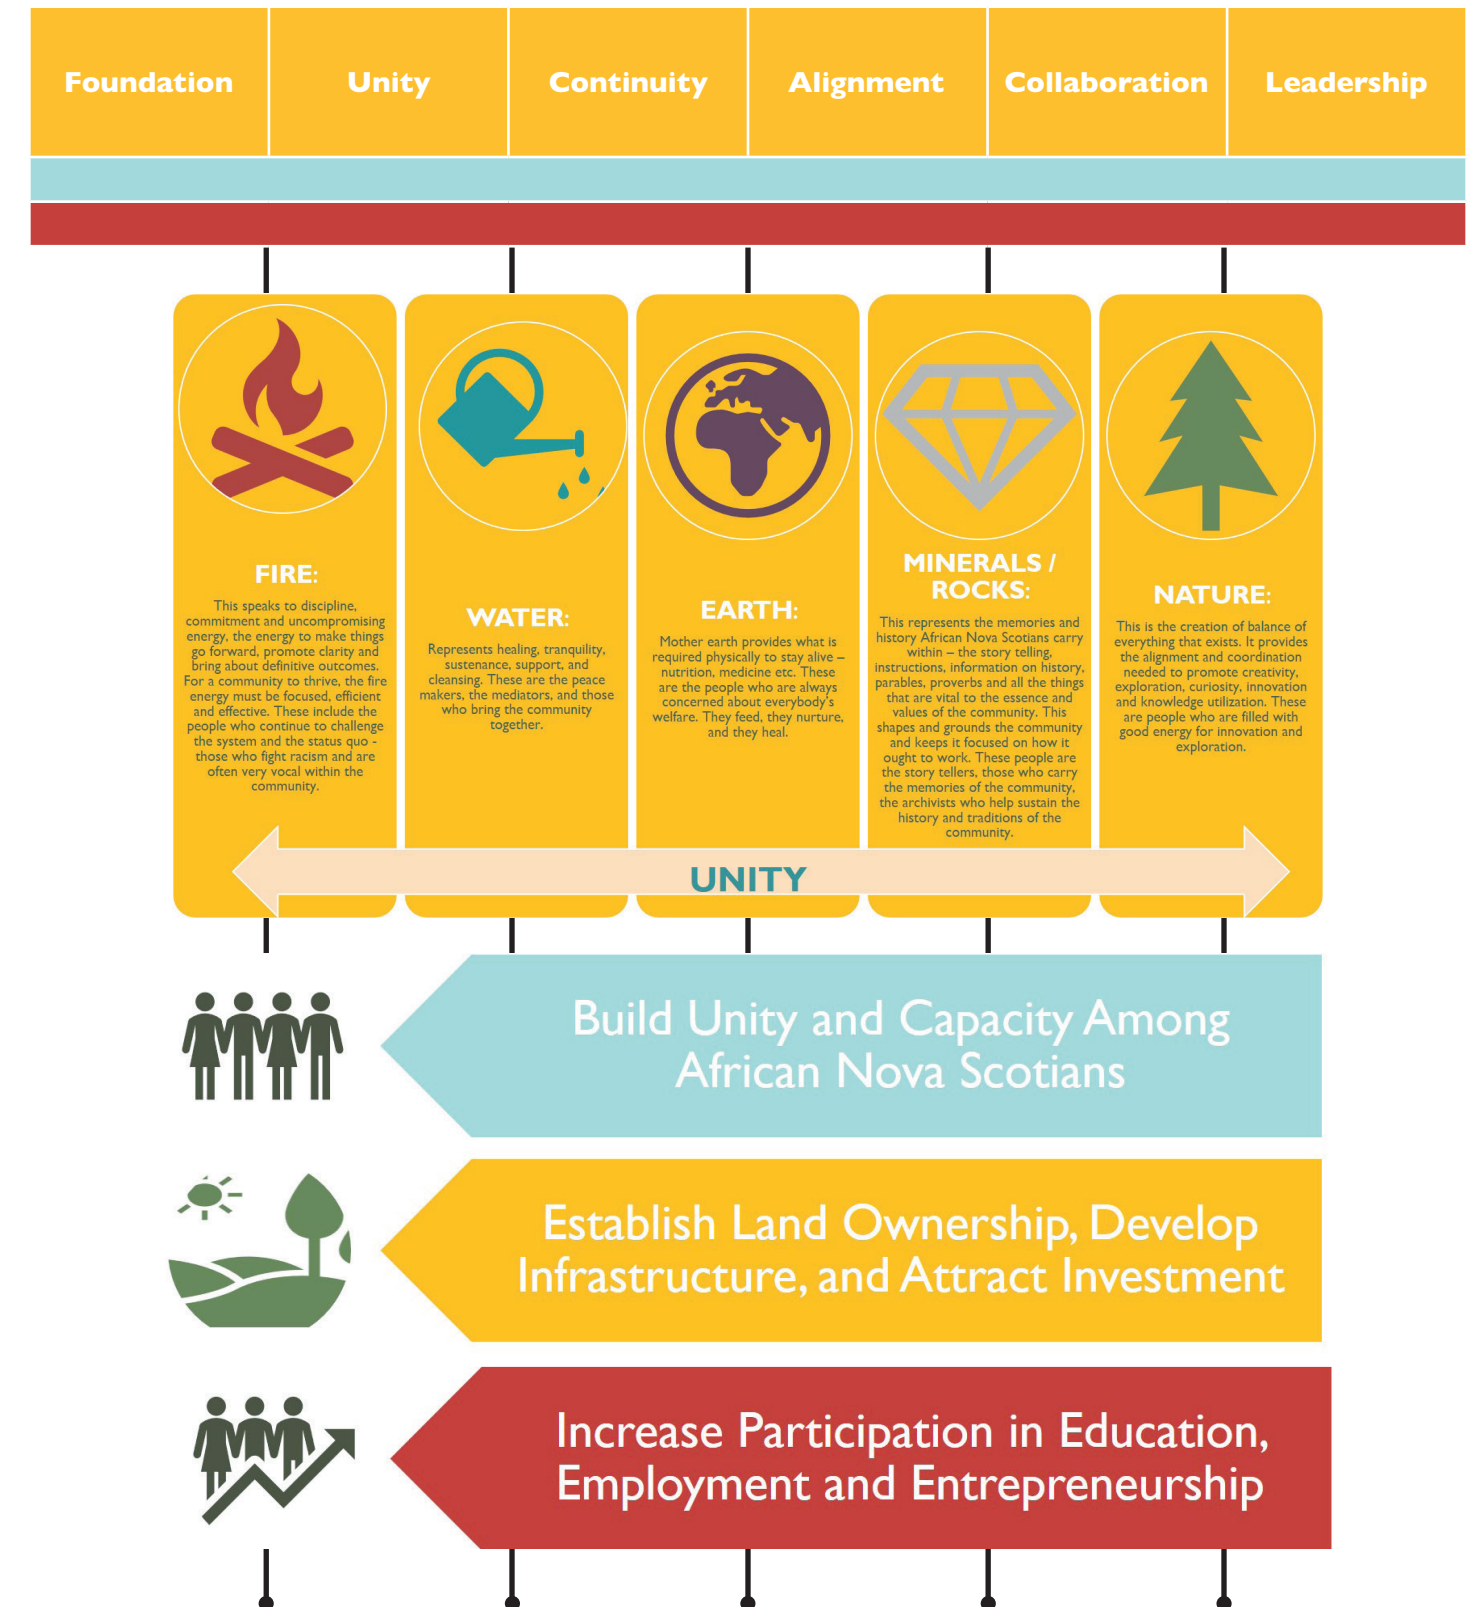 Foundation
Unity
Continuity
Alignment
Collaboration
Leadership
FIRE:
This speaks to discipline,
commitment and uncompromising
energy, the energy to make things
go forward, promote clarity and
bring about definitive outcomes.
For a community to thrive, the fire
energy must be focused, efficient
and effective. These include the
people who continue to challenge
the system and the status quo -
those who fight racism and are
often very vocal within the
community.
WATER:
Represents healing, tranquility,
sustenance, support, and
cleansing. These are the peace
makers, the mediators, and those
who bring the community
together.
EARTH:
Mother earth provides what is
required physically to stay alive –
nutrition, medicine etc. These
are the people who are always
concerned about everybody's
welfare. They feed, they nurture,
and they heal.
MINERALS /
ROCKS:
This represents the memories and
history African Nova Scotians carry
within – the story telling,
instructions, information on history,
parables, proverbs and all the things
that are vital to the essence and
values of the community. This
shapes and grounds the community
and keeps it focused on how it
ought to work. These people are
the story tellers, those who carry
the memories of the community,
the archivists who help sustain the
history and traditions of the
community.
NATURE:
This is the creation of balance of
everything that exists. It provides
the alignment and coordination
needed to promote creativity,
exploration, curiosity, innovation
and knowledge utilization. These
are people who are filled with
good energy for innovation and
exploration.
UNITY
Build Unity and Capacity Among
African Nova Scotians
Establish Land Ownership, Develop
Infrastructure, and Attract Investment
Increase Participation in Education,
Employment and Entrepreneurship